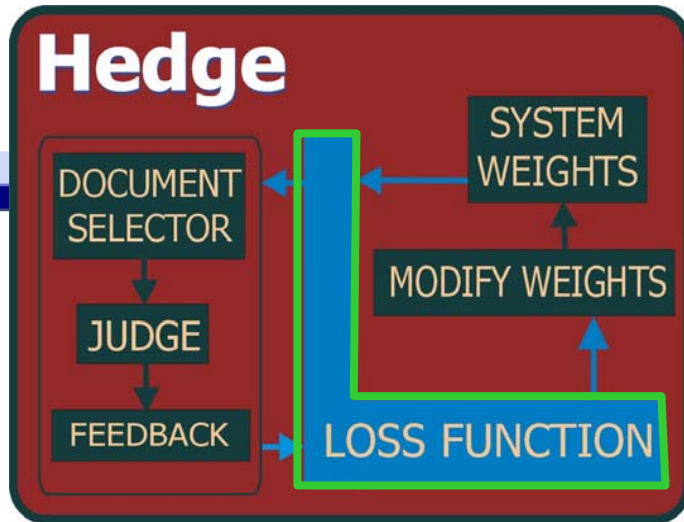 Hedge
DOCUMENT
SELECTOR
JUDGE
FEEDBACK
LOSS FUNCTION
MODIFY WEIGHTS
SYSTEM
WEIGHTS